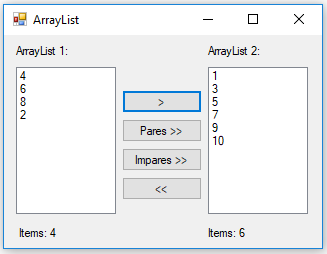 ArrayList
ArrayList 1:
4
6
8
2
Items: 4
>
Pares >>
Impares >>
<<
ArrayList 2:
1
3
5
7
9
10
Items: 6